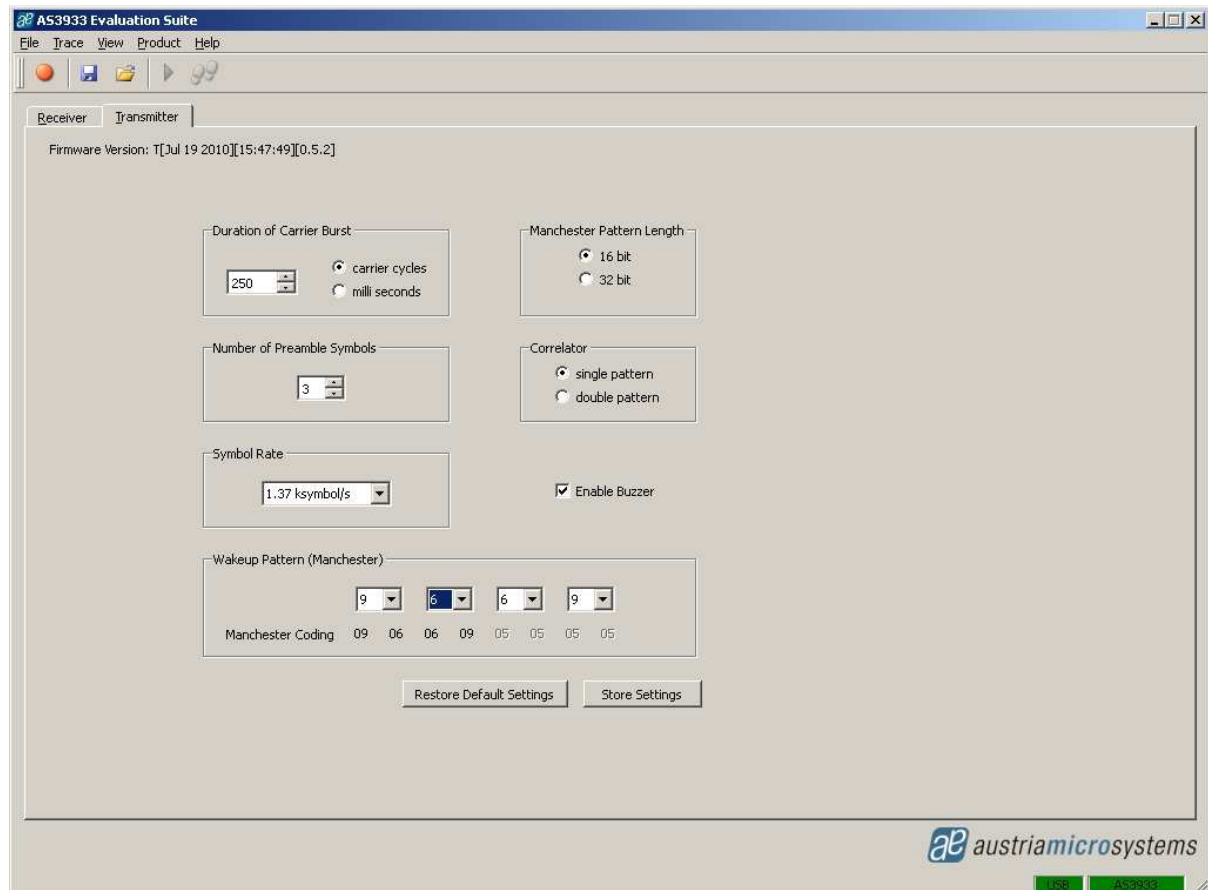 AS3933 Evaluation Suite
File Trace View Product Help
Receiver Transmitter
Firmware Version: T[Jul 19 2010][15:47:49][0.5.2]
Duration of Carrier Burst
250
carrier cycles
milli seconds
Manchester Pattern Length
16 bit
32 bit
Number of Preamble Symbols
3
Correlator
single pattern
double pattern
Symbol Rate
1.37 ksymbol/s
Enable Buzzer
Wakeup Pattern (Manchester)
9 6 6 9
Manchester Coding 09 06 06 09 05 05 05 05
Restore Default Settings Store Settings
ae austriamicrosystems
USB AS3933